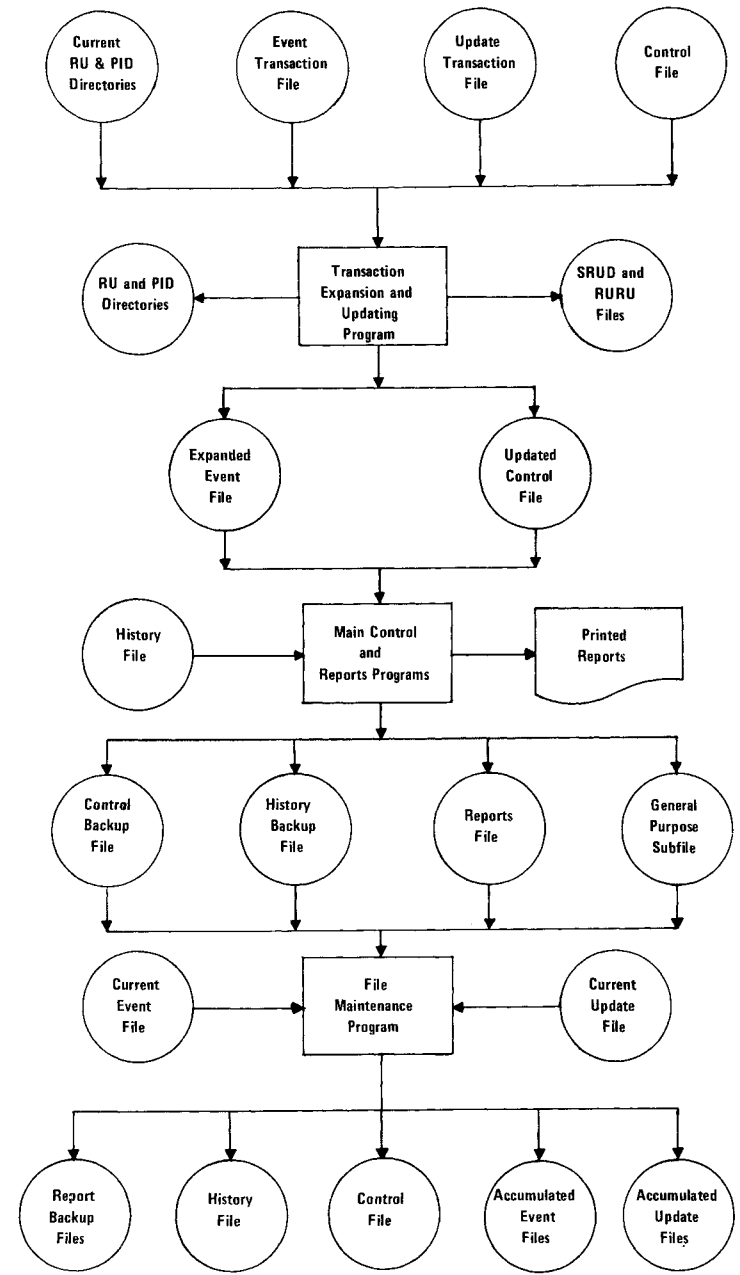 Current
RU & PID
Directories
Event
Transaction
File
Update
Transaction
File
Control
File
RU and PID
Directories
Transaction
Expansion and
Updating
Program
SRUD and
RURU
Files
Expanded
Event
File
Updated
Control
File
History
File
Main Control
and
Reports Programs
Printed
Reports
Control
Backup
File
History
Backup
File
Reports
File
General
Purpose
Subfile
Current
Event
File
File
Maintenance
Program
Current
Update
File
Report
Backup
Files
History
File
Control
File
Accumulated
Event
Files
Accumulated
Update
Files